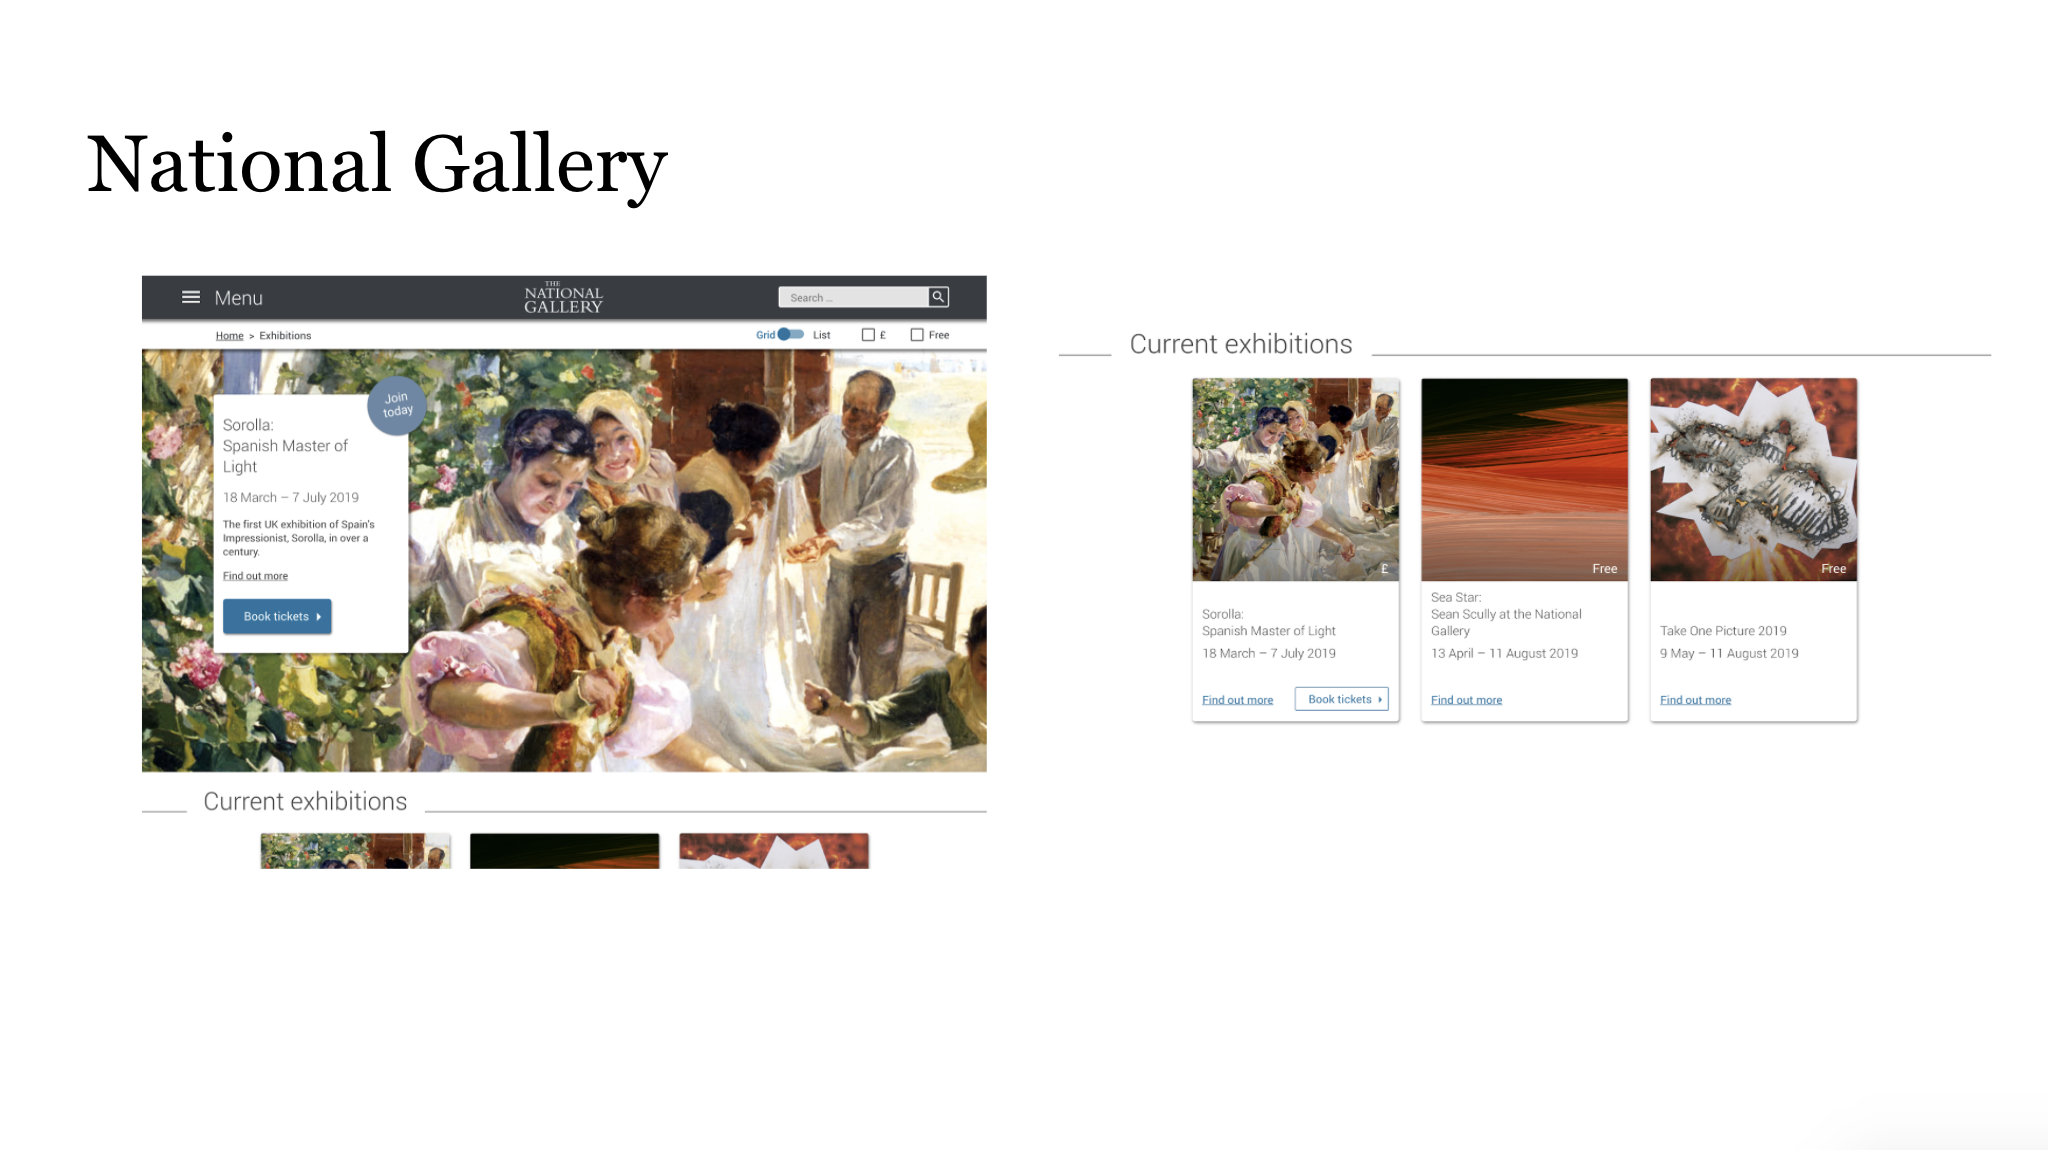 National Gallery
Menu
THE
NATIONAL
GALLERY
Search ...
Home > Exhibitions
Grid
List
£
Free
Join
today
Sorolla:
Spanish Master of
Light
18 March – 7 July 2019
The first UK exhibition of Spain's
Impressionist, Sorolla, in over a
century.
Find out more
Book tickets
Current exhibitions
Current exhibitions
£
Sorolla:
Spanish Master of Light
18 March – 7 July 2019
Find out more
Book tickets
Free
Sea Star:
Sean Scully at the National
Gallery
13 April – 11 August 2019
Find out more
Free
Take One Picture 2019
9 May – 11 August 2019
Find out more